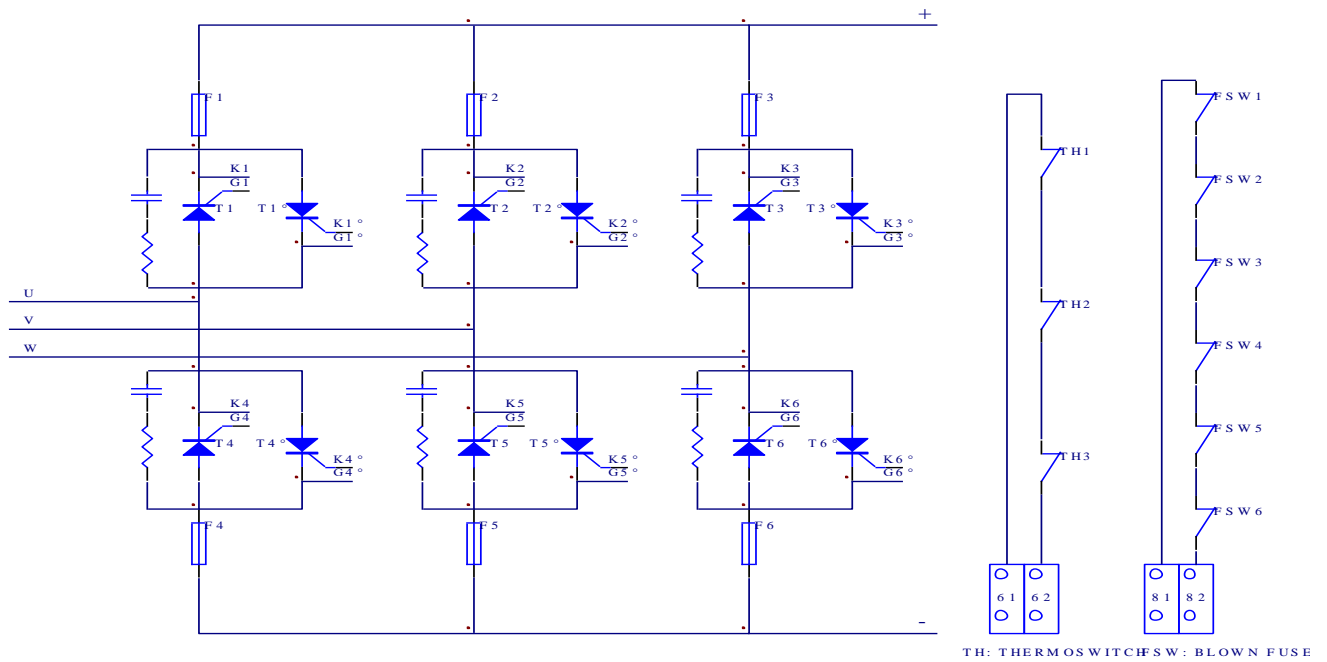 +
F1 F2 F3
FSW1
TH1
K1 K2 K3
G1 G2 G3
FSW2
T1 T1° T2 T2° T3 T3°
K1° K2° K3°
G1° G2° G3°
FSW3
U
TH2
V
W
FSW4
K4 K5 K6
G4 G5 G6
FSW5
T4 T4° T5 T5° T6 T6°
K4° K5° K6°
TH3
G4° G5° G6°
FSW6
F4 F5 F6
61 62 81 82
-
TH: THERMOSWITCH FSW: BLOWN FUSE